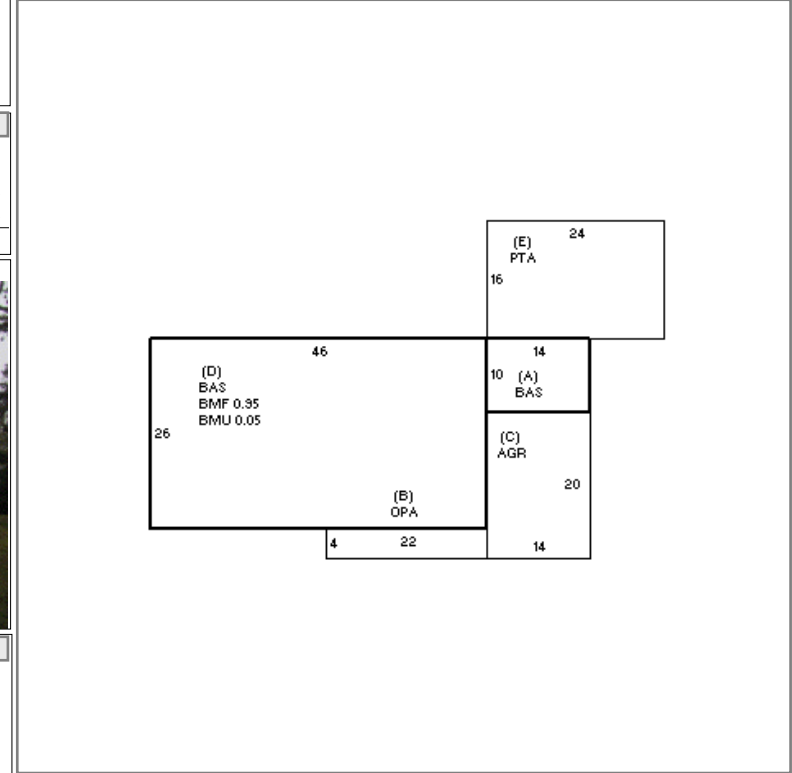 24
(E)
PTA
16
46
14
(D)
BAS
BMF 0.95
BMU 0.05
10 (A)
BAS
26
(C)
AGR
20
(B)
OPA
4
22
14